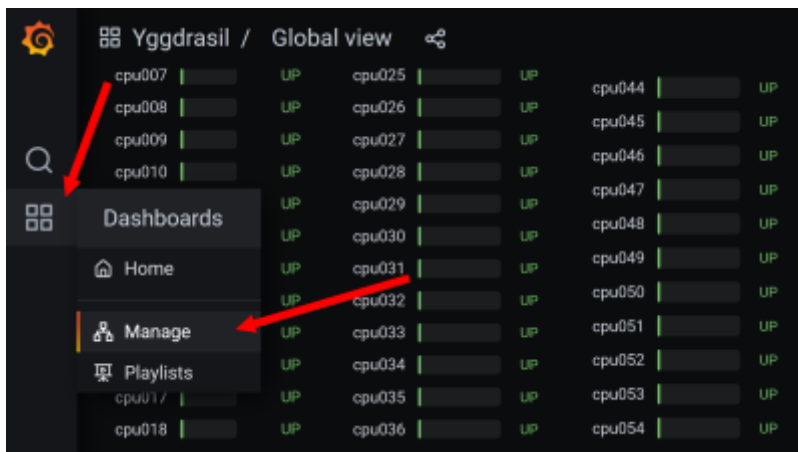 Yggdrasil / Global view
cpu007 UP cpu025 UP cpu044 UP
cpu008 UP cpu026 UP cpu045 UP
cpu009 UP cpu027 UP cpu046 UP
cpu010 cpu028 UP cpu047 UP
Dashboards UP cpu029 UP cpu048 UP
UP cpu030 UP cpu049 UP
Home UP cpu031 UP cpu050 UP
UP cpu032 UP cpu051 UP
Manage UP cpu033 UP cpu052 UP
Playlists UP cpu034 UP cpu053 UP
cpu017 UP cpu035 UP cpu054 UP
cpu018 UP cpu036 UP